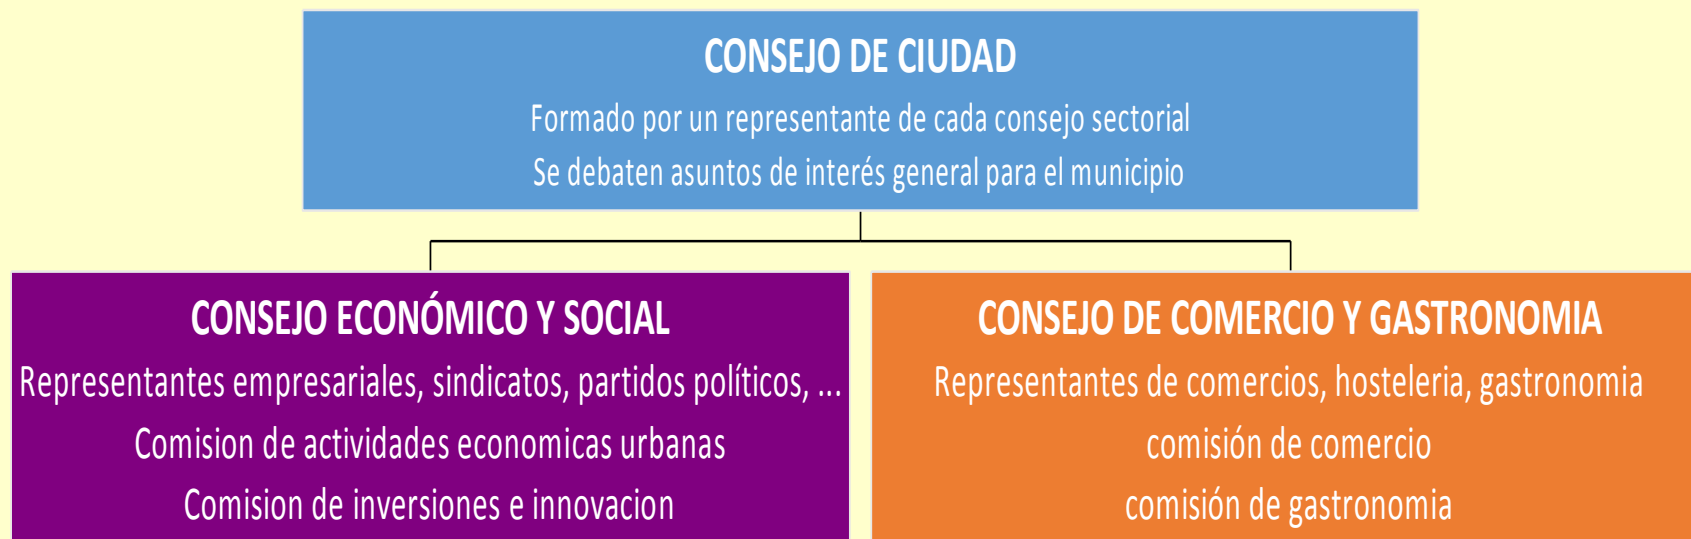 CONSEJO DE CIUDAD
Formado por un representante de cada consejo sectorial
Se debaten asuntos de interés general para el municipio
CONSEJO ECONÓMICO Y SOCIAL
Representantes empresariales, sindicatos, partidos políticos, ...
Comision de actividades economicas urbanas
Comision de inversiones e innovacion
CONSEJO DE COMERCIO Y GASTRONOMIA
Representantes de comercios, hosteleria, gastronomia
comisión de comercio
comisión de gastronomia